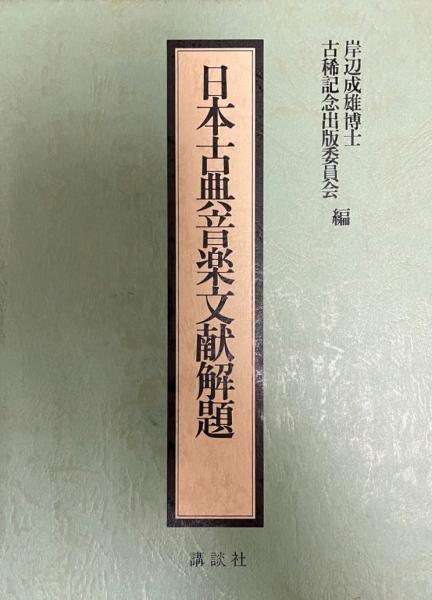 岸辺成雄博士
古稀記念出版委員会 編
日本古典音楽文献解題
講談社